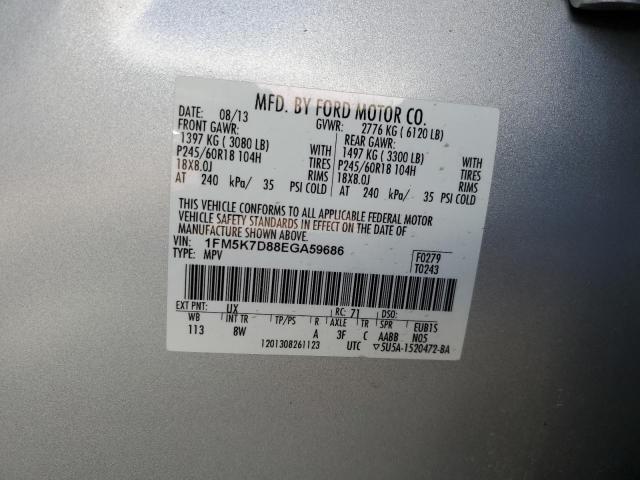 MFD. BY FORD MOTOR CO.
DATE: 08/13 GVWR: 2776 KG ( 6120 LB)
FRONT GAWR: REAR GAWR:
1397 KG ( 3080 LB) 1497 KG ( 3300 LB)
P245/60R18 104H TIRES P245/60R18 104H TIRES
18X8.0J RIMS 18X8.0J RIMS
AT 240 kPa/ 35 PSI COLD AT 240 kPa/ 35 PSI COLD
THIS VEHICLE CONFORMS TO ALL APPLICABLE FEDERAL MOTOR
VEHICLE SAFETY STANDARDS IN EFFECT ON THE DATE OF
MANUFACTURE SHOWN ABOVE.
VIN: 1FM5K7D88EGA59686 F0279
TYPE: MPV T0243
EXT PNT: UX RC: 71 DSO:
WB INT TR TP/PS R AXLE TR SPR EUB1S
113 8W A 3F C AABB N05
1201308261123 UTC ▽5U5A-1520472-BA